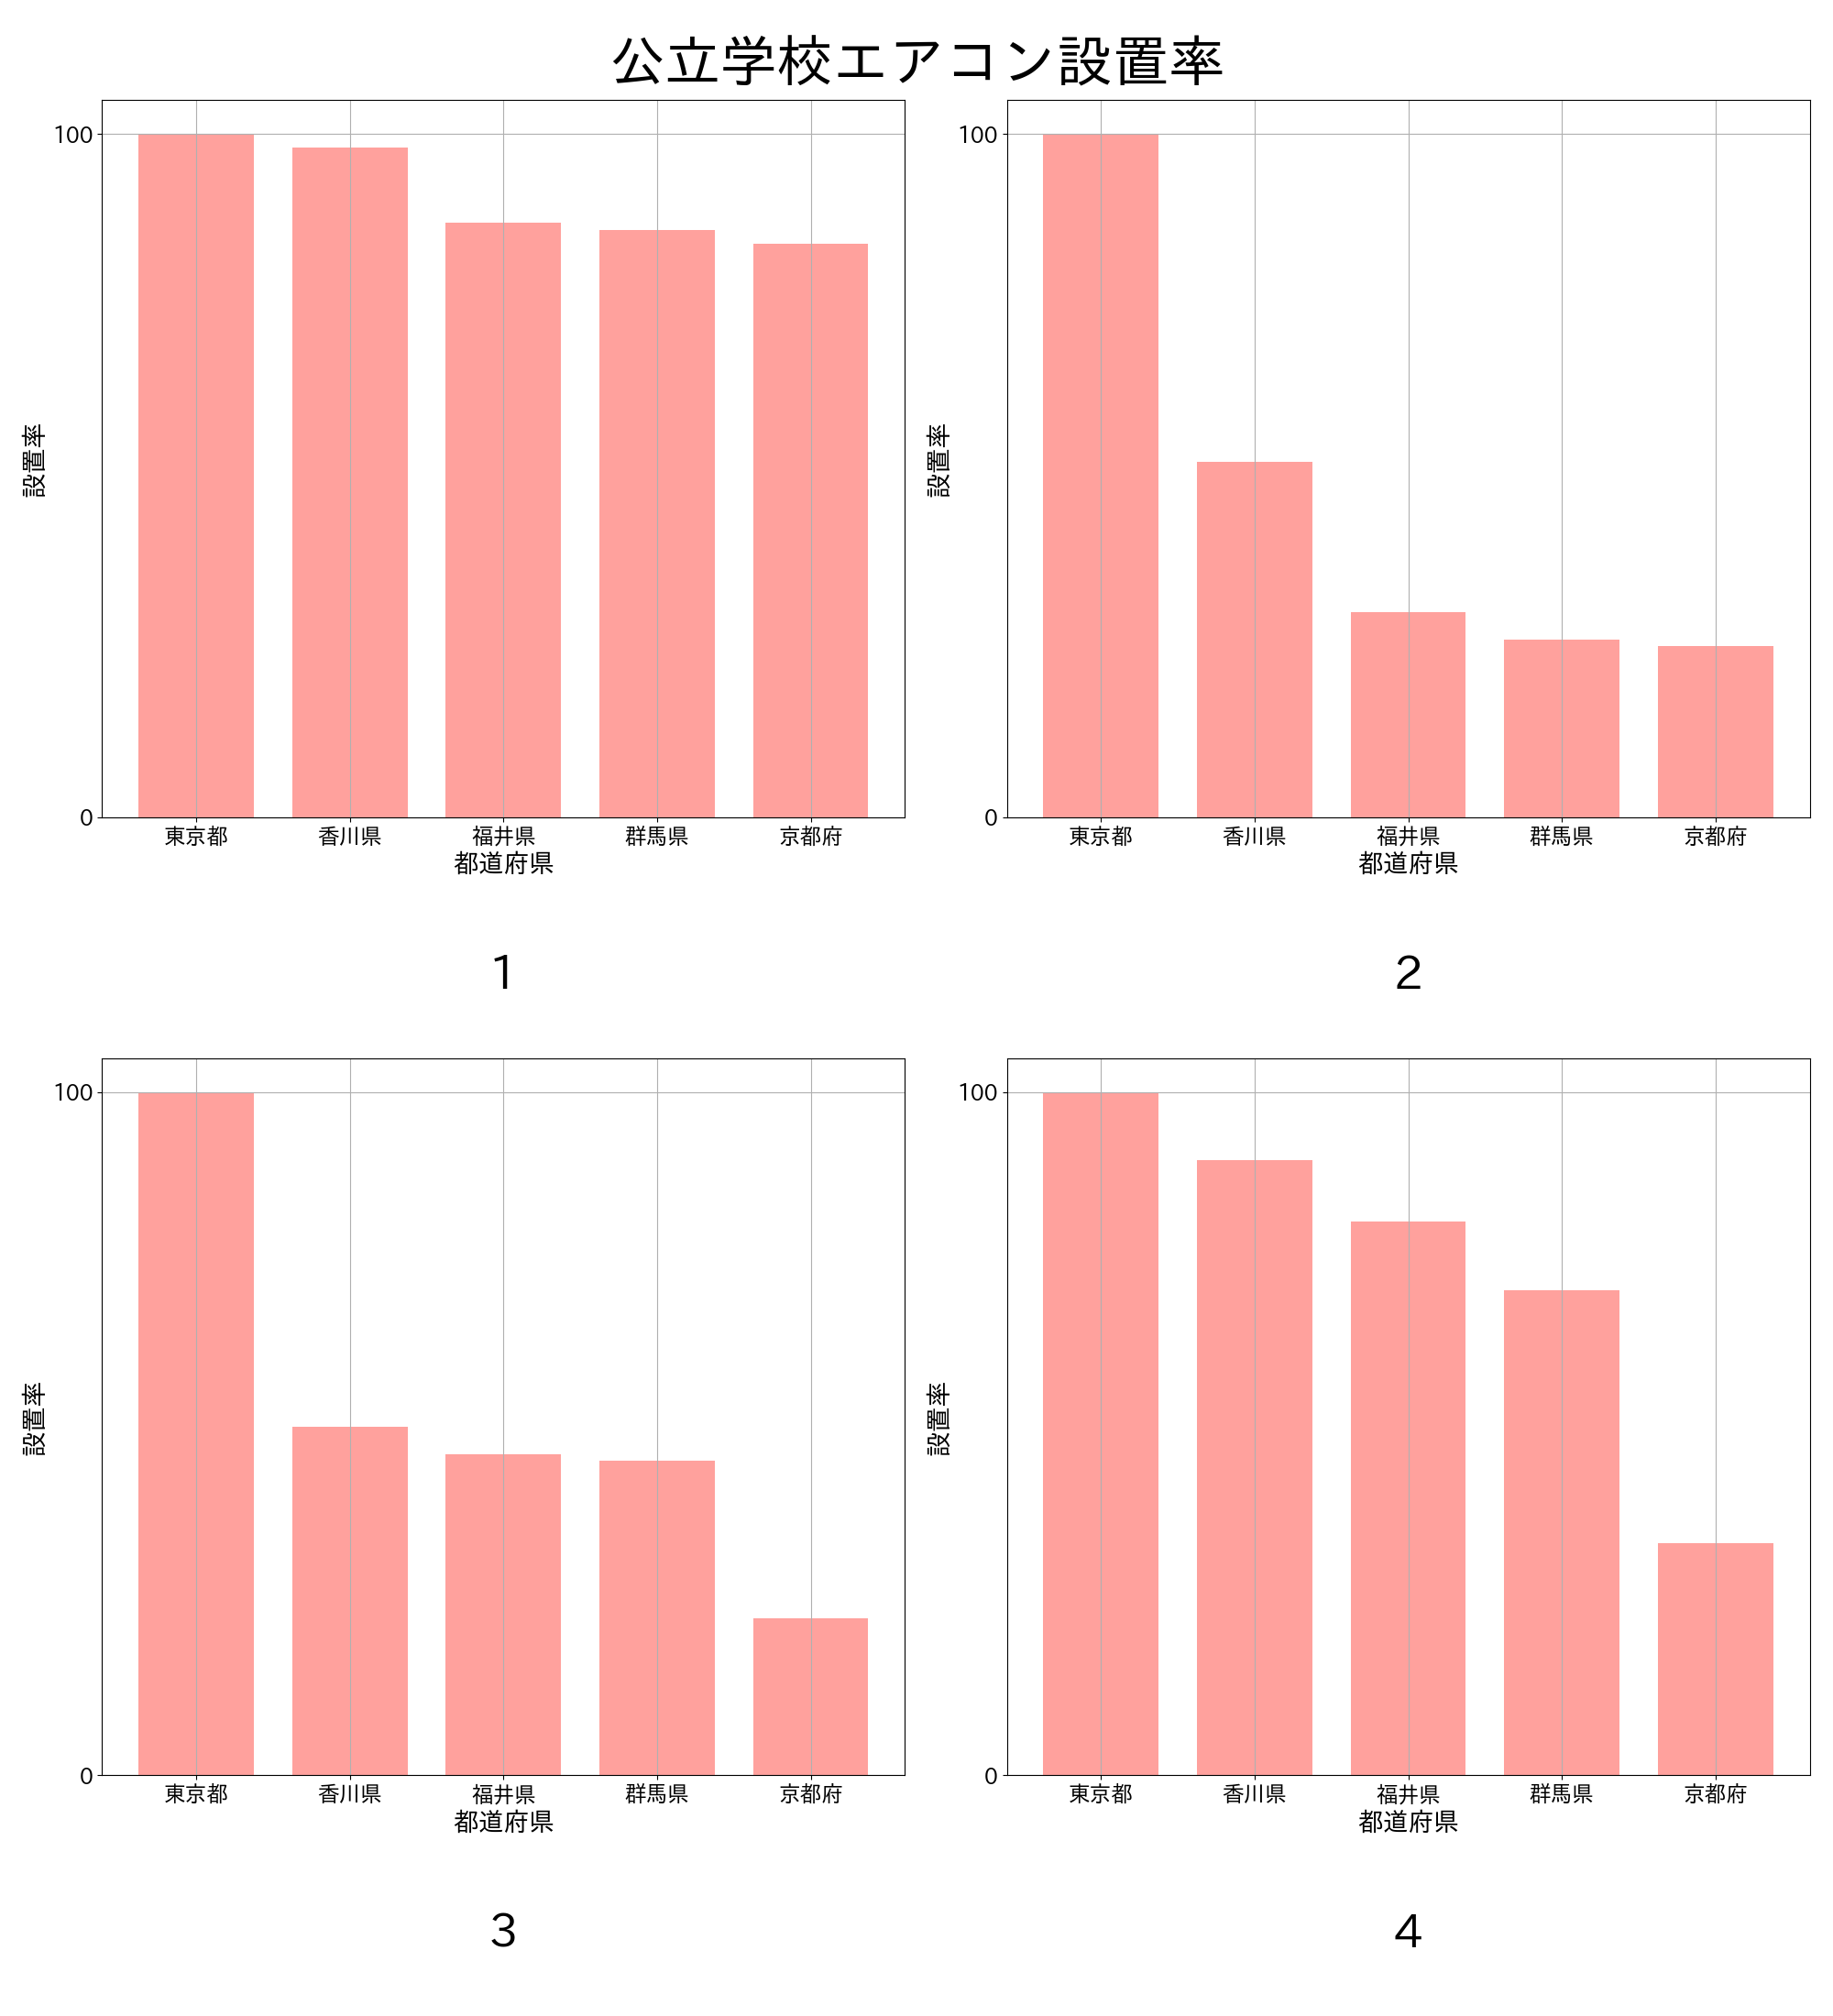 公立学校エアコン設置率
100
0
設置率
東京都 香川県 福井県 群馬県 京都府
都道府県
1
100
0
設置率
東京都 香川県 福井県 群馬県 京都府
都道府県
2
100
0
設置率
東京都 香川県 福井県 群馬県 京都府
都道府県
3
100
0
設置率
東京都 香川県 福井県 群馬県 京都府
都道府県
4